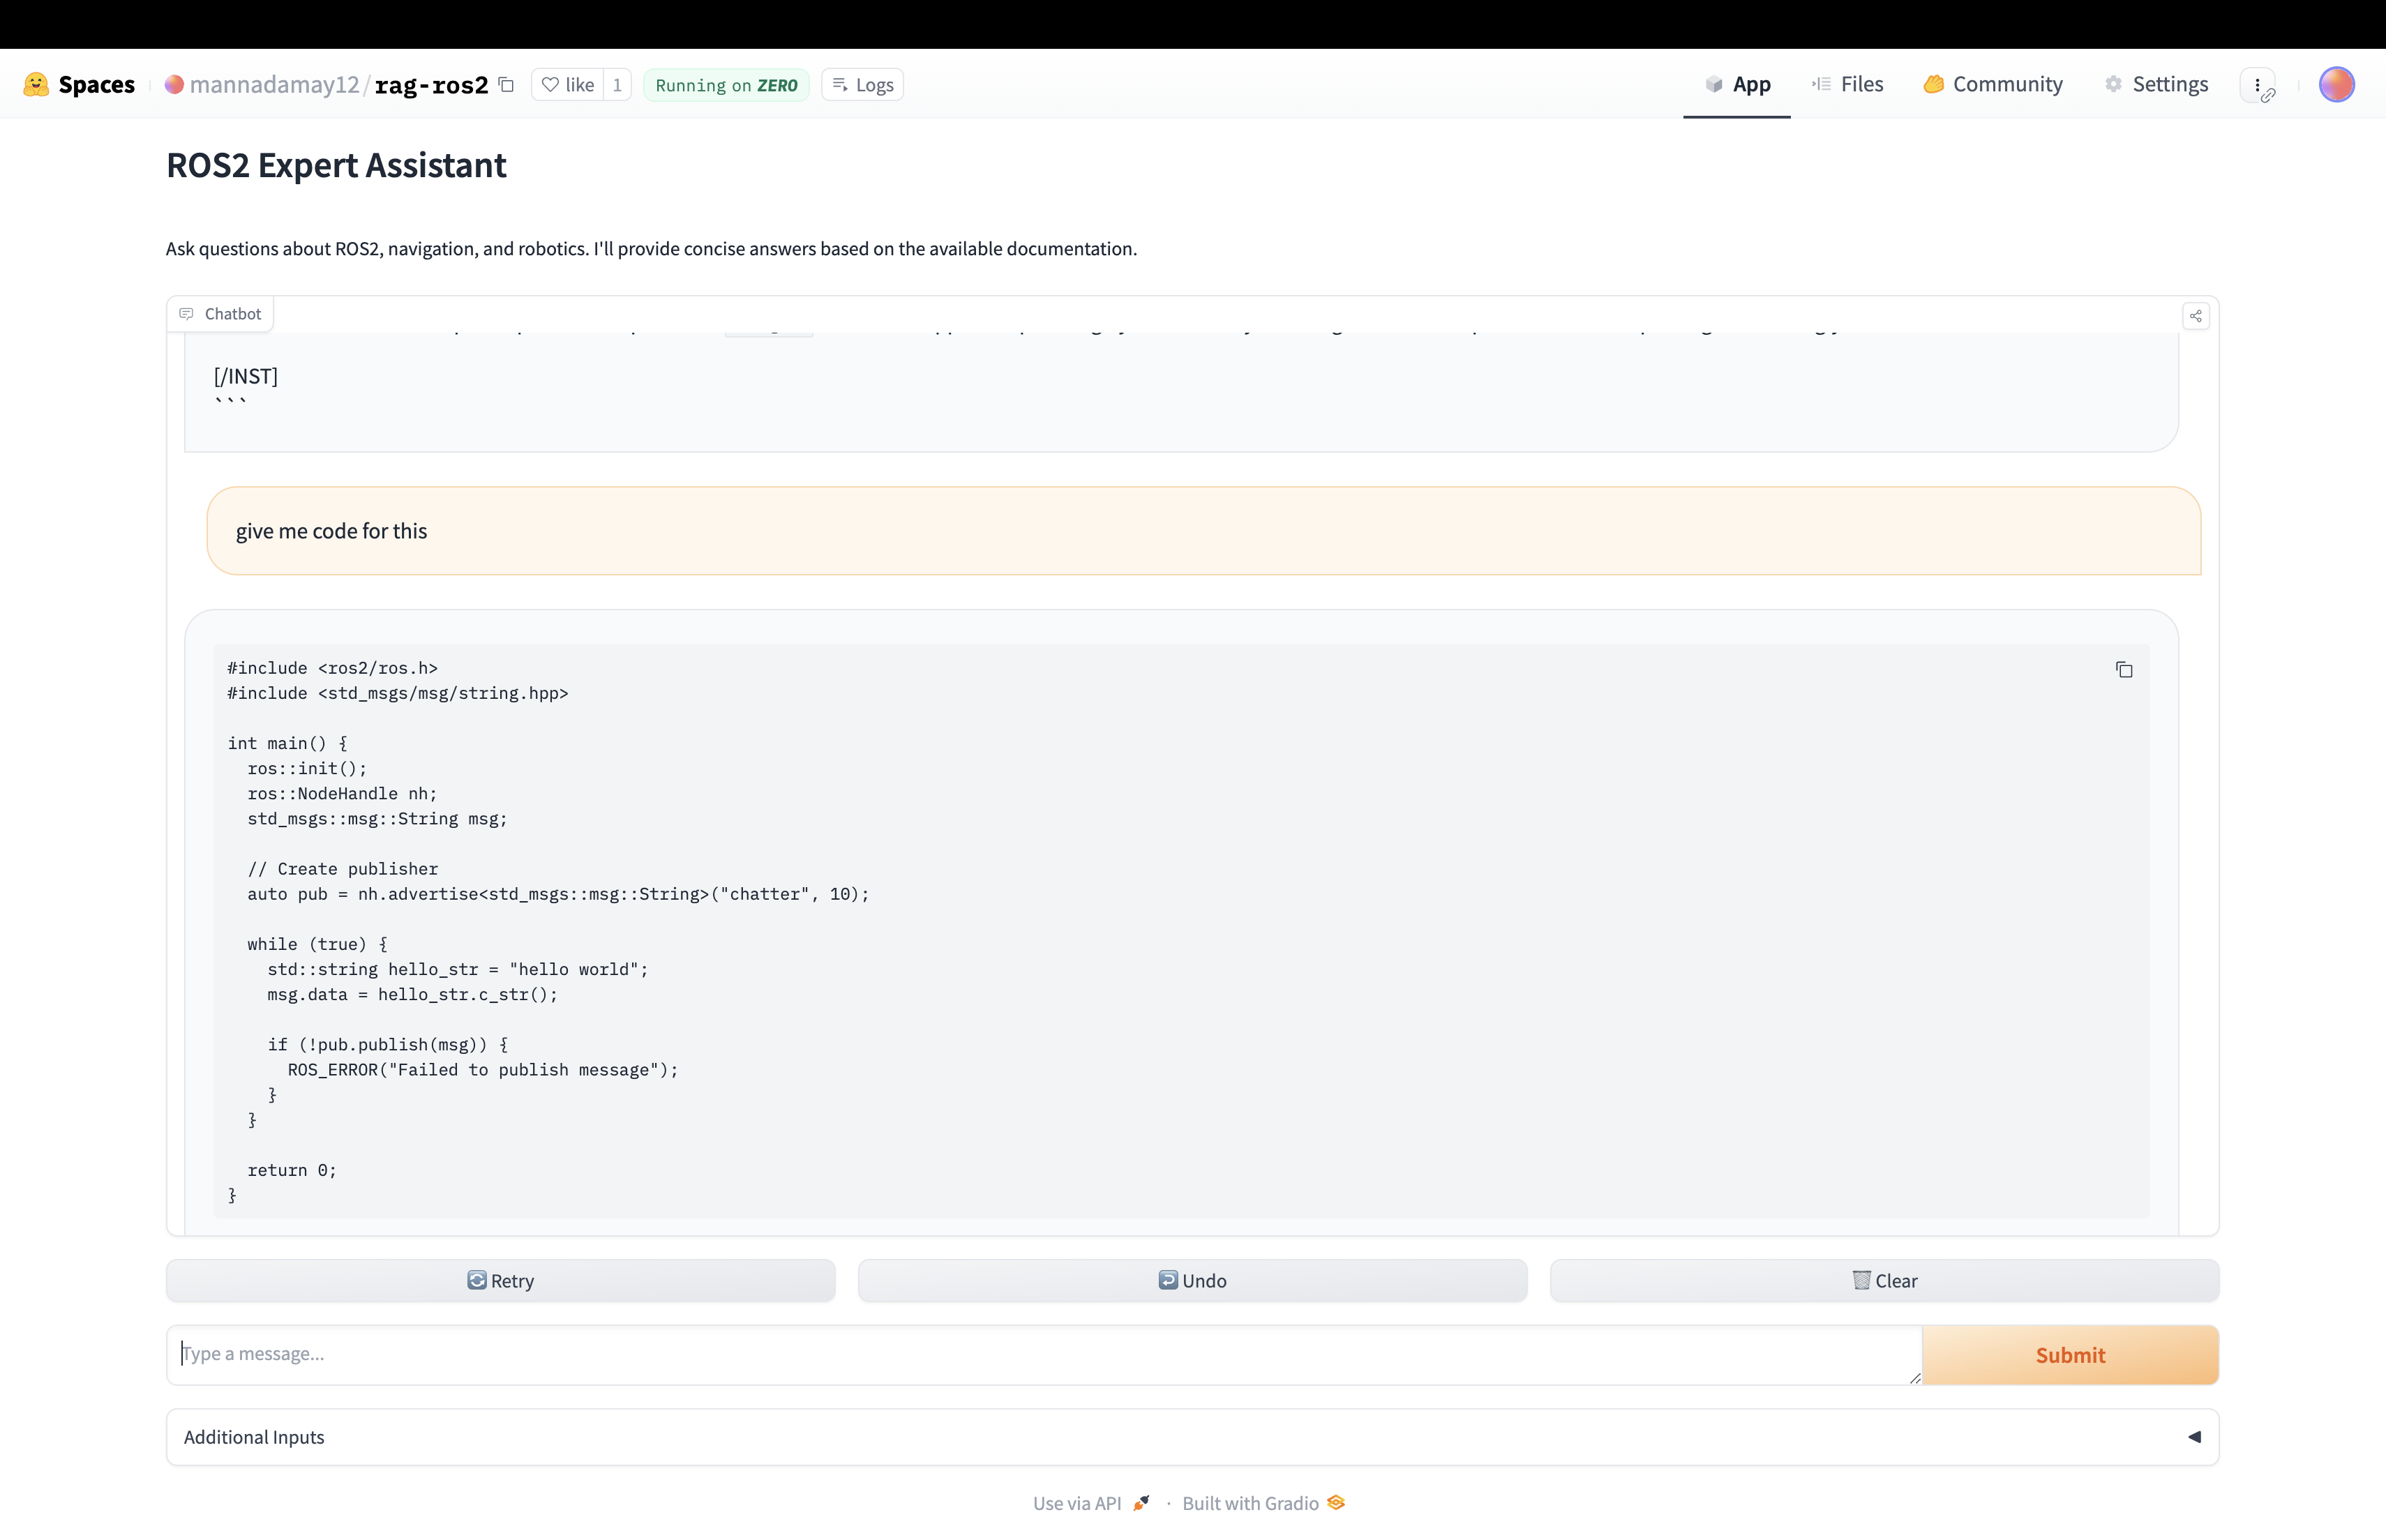 Spaces
mannadamay12/rag-ros2
like 1
Running on ZERO
Logs
App
Files
Community
Settings
ROS2 Expert Assistant
Ask questions about ROS2, navigation, and robotics. I'll provide concise answers based on the available documentation.
Chatbot
[/INST]
```
give me code for this
#include <ros2/ros.h>
#include <std_msgs/msg/string.hpp>
int main() {
  ros::init();
  ros::NodeHandle nh;
  std_msgs::msg::String msg;
  // Create publisher
  auto pub = nh.advertise<std_msgs::msg::String>("chatter", 10);
  while (true) {
    std::string hello_str = "hello world";
    msg.data = hello_str.c_str();
    if (!pub.publish(msg)) {
      ROS_ERROR("Failed to publish message");
    }
  }
  return 0;
}
Retry
Undo
Clear
Type a message...
Submit
Additional Inputs
Use via API · Built with Gradio